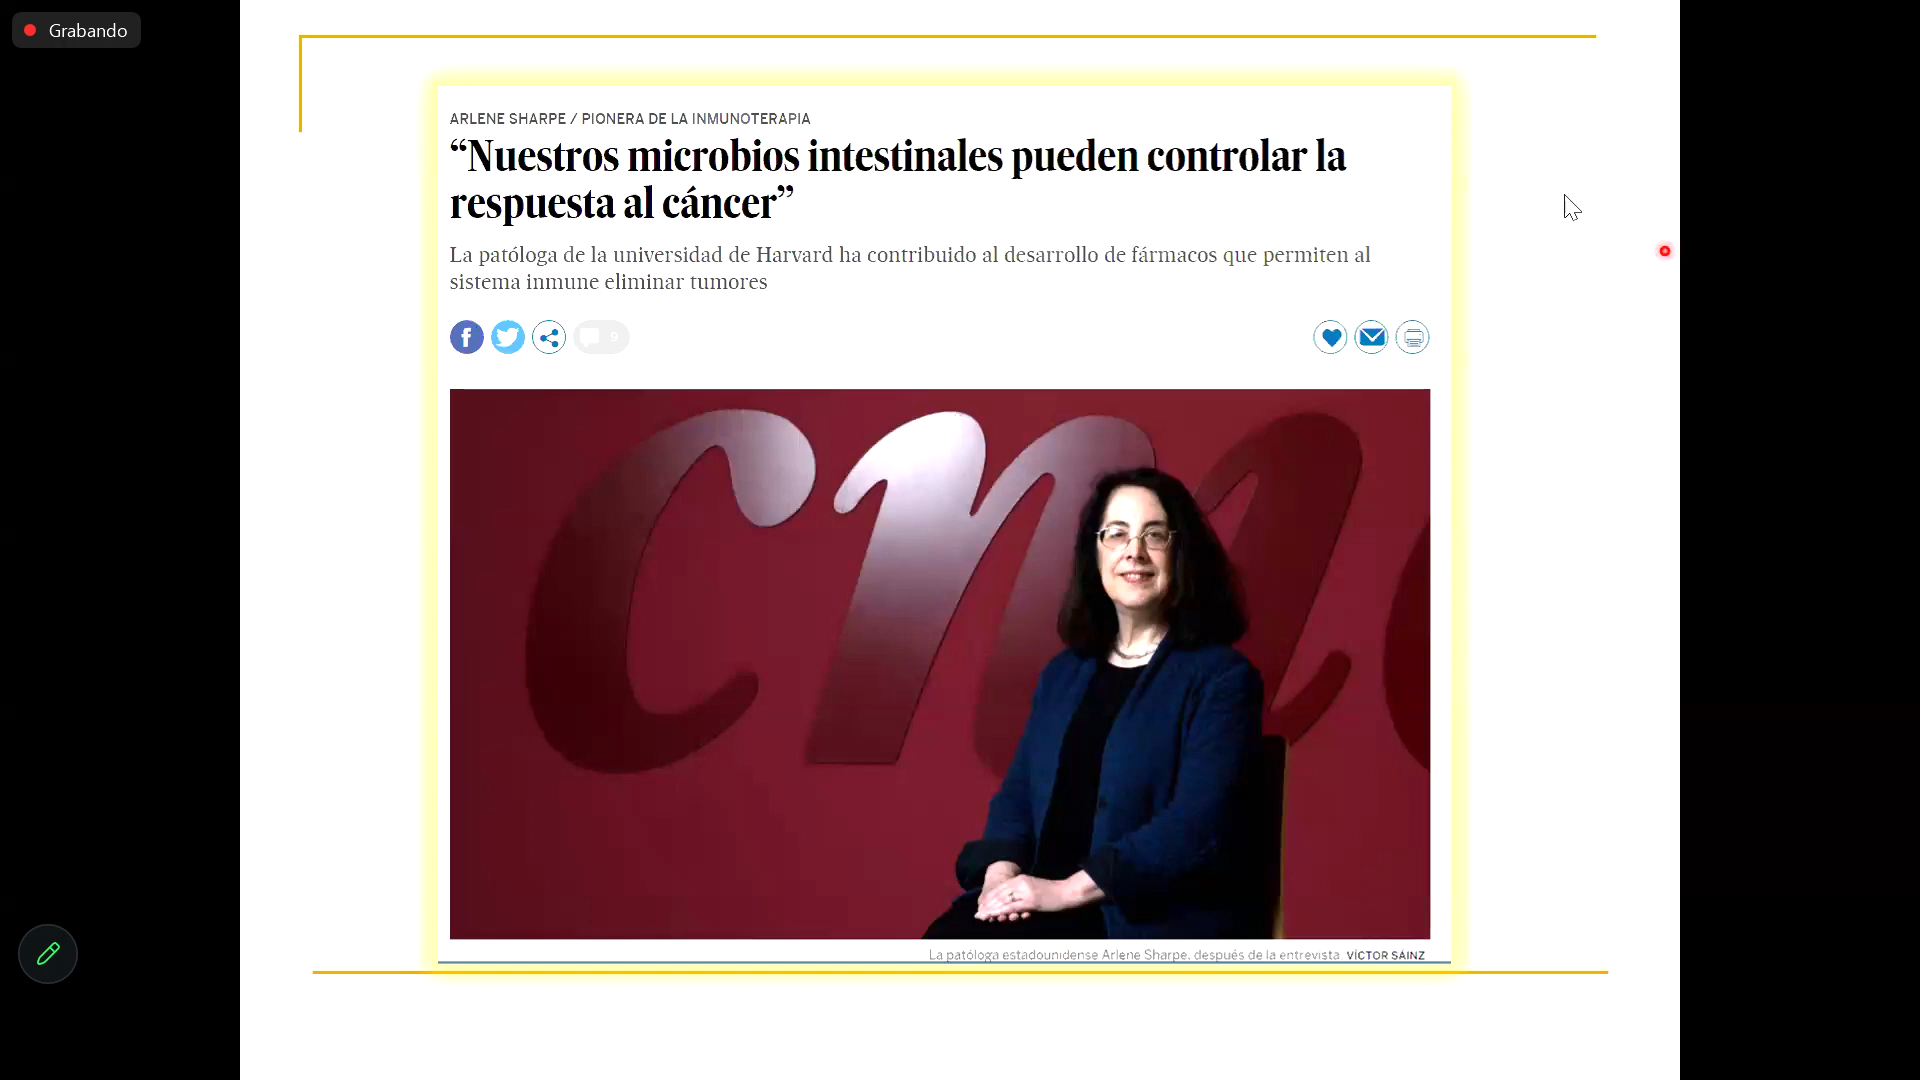 Grabando
ARLENE SHARPE / PIONERA DE LA INMUNOTERAPIA
“Nuestros microbios intestinales pueden controlar la
respuesta al cáncer”
La patóloga de la universidad de Harvard ha contribuido al desarrollo de fármacos que permiten al
sistema inmune eliminar tumores
9
cn
La patóloga estadounidense Arlene Sharpe, después de la entrevista. VÍCTOR SÁINZ